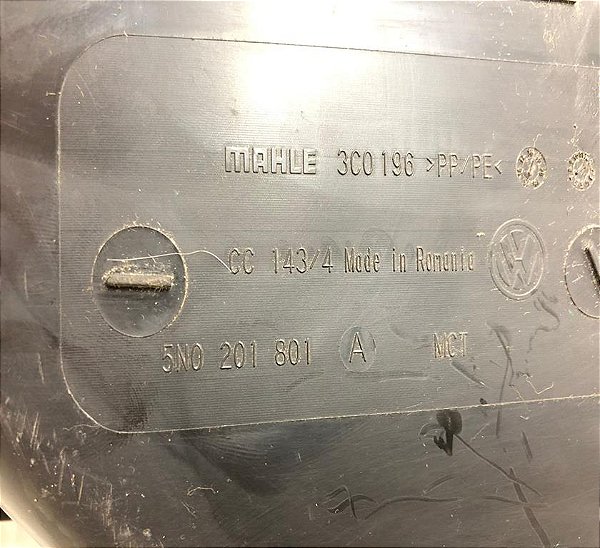 MAHLE 3C0 196 >PP/PE<
CC 143/4 Made in Romania
5N0 201 801 A MCT